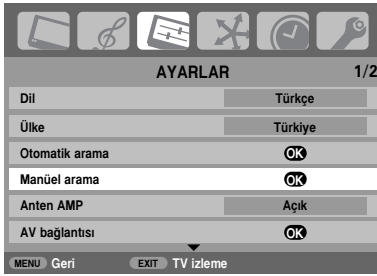 AYARLAR 1/2
Dil Türkçe
Ülke Türkiye
Otomatik arama OK
Manüel arama OK
Anten AMP Açık
AV bağlantısı OK
MENU Geri EXIT TV izleme